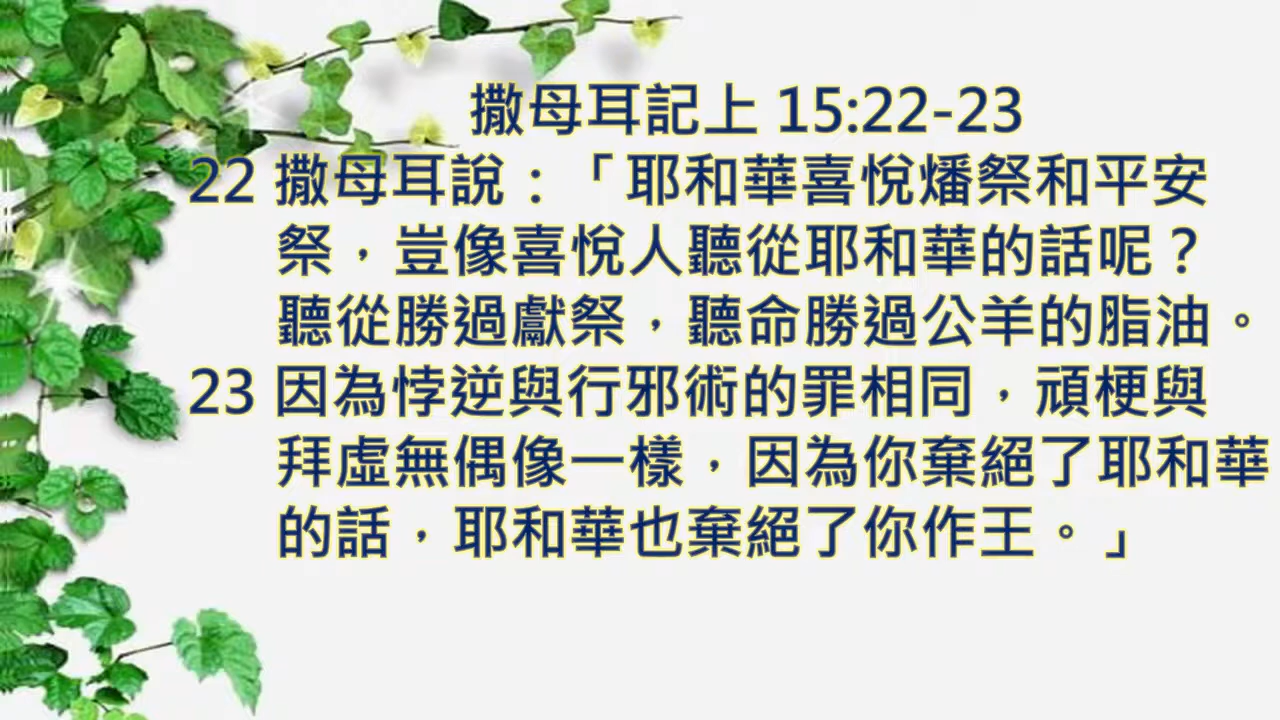 撒母耳記上 15:22-23
22 撒母耳說：「耶和華喜悅燔祭和平安
祭，豈像喜悅人聽從耶和華的話呢？
聽從勝過獻祭，聽命勝過公羊的脂油。
23 因為悖逆與行邪術的罪相同，頑梗與
拜虛無偶像一樣，因為你棄絕了耶和華
的話，耶和華也棄絕了你作王。」